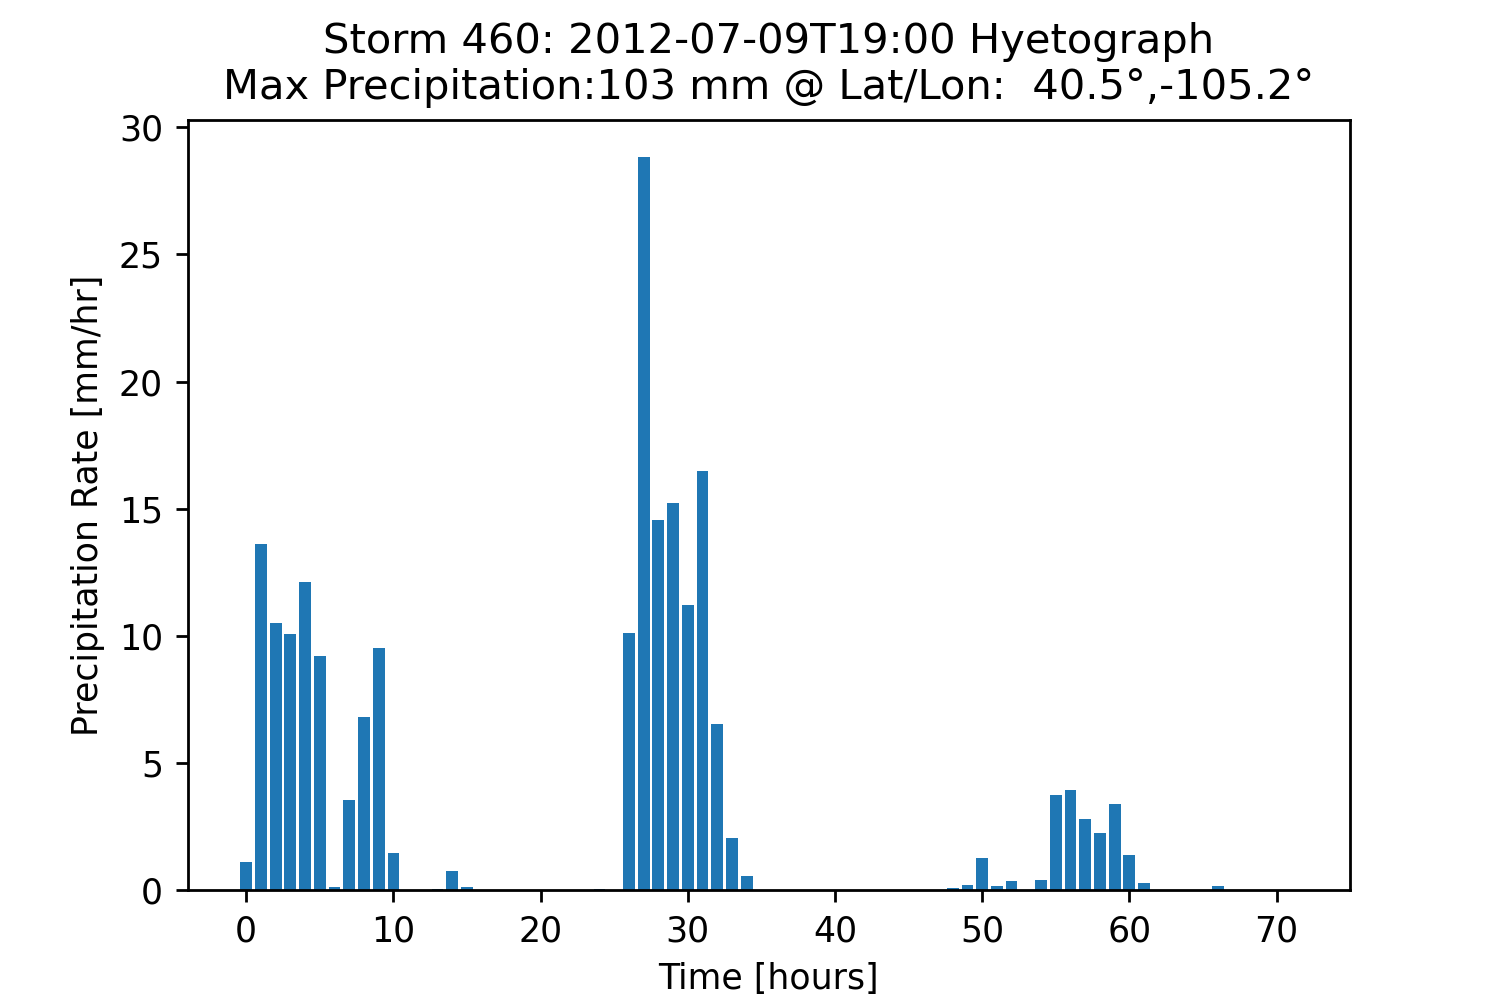 Storm 460: 2012-07-09T19:00 Hyetograph
Max Precipitation:103 mm @ Lat/Lon:  40.5°,-105.2°
30
25
20
15
10
5
0
Precipitation Rate [mm/hr]
0 10 20 30 40 50 60 70
Time [hours]